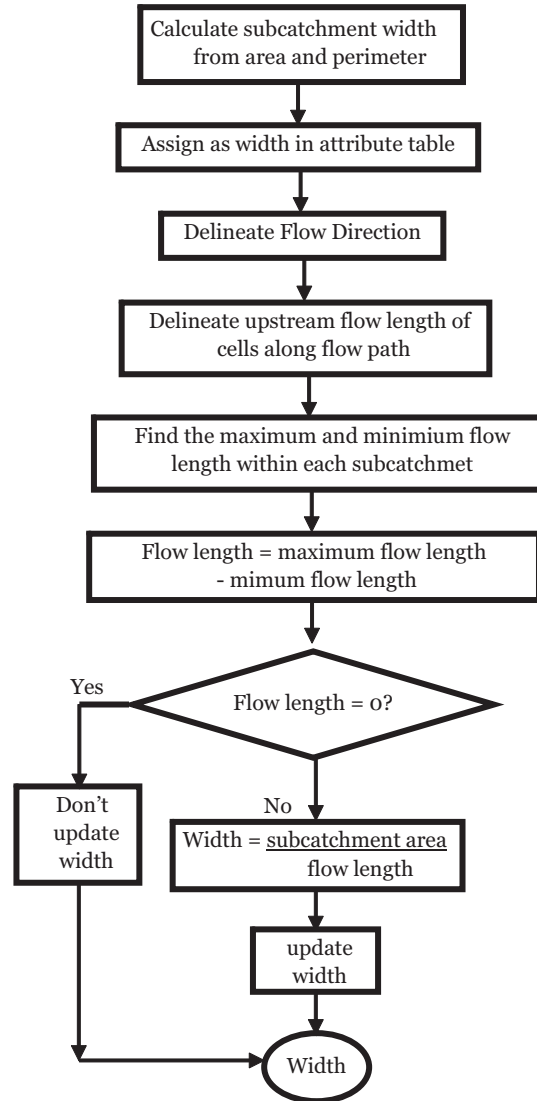 Calculate subcatchment width
from area and perimeter
Assign as width in attribute table
Delineate Flow Direction
Delineate upstream flow length of
cells along flow path
Find the maximum and minimium flow
length within each subcatchmet
Flow length = maximum flow length
- mimum flow length
Flow length = 0?
Yes
No
Don't
update
width
Width = subcatchment area
flow length
update
width
Width